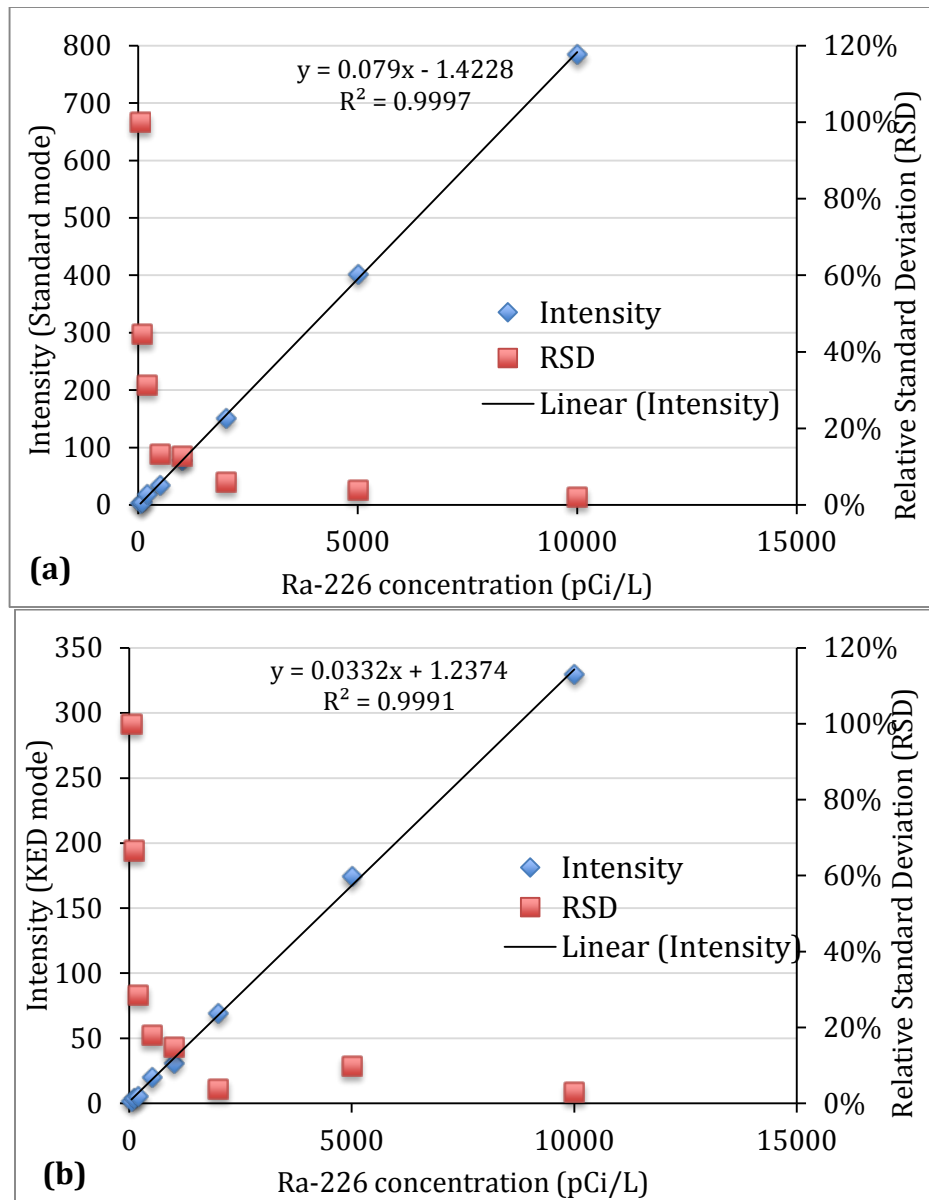 800
700
600
500
400
300
200
100
0
Intensity (Standard mode)
y = 0.079x - 1.4228
R² = 0.9997
120%
100%
80%
60%
40%
20%
0%
Relative Standard Deviation (RSD)
Intensity
RSD
Linear (Intensity)
0 5000 10000 15000
Ra-226 concentration (pCi/L)
(a)
350
300
250
200
150
100
50
0
Intensity (KED mode)
y = 0.0332x + 1.2374
R² = 0.9991
120%
100%
80%
60%
40%
20%
0%
Relative Standard Deviation (RSD)
Intensity
RSD
Linear (Intensity)
0 5000 10000 15000
Ra-226 concentration (pCi/L)
(b)